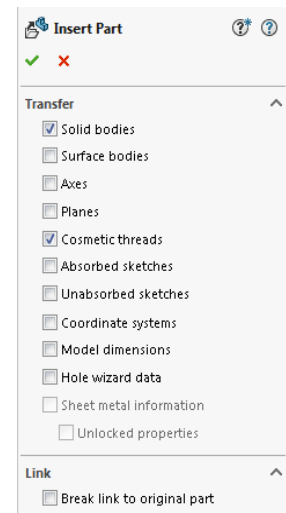 Insert Part
Transfer
Solid bodies
Surface bodies
Axes
Planes
Cosmetic threads
Absorbed sketches
Unabsorbed sketches
Coordinate systems
Model dimensions
Hole wizard data
Sheet metal information
Unlocked properties
Link
Break link to original part